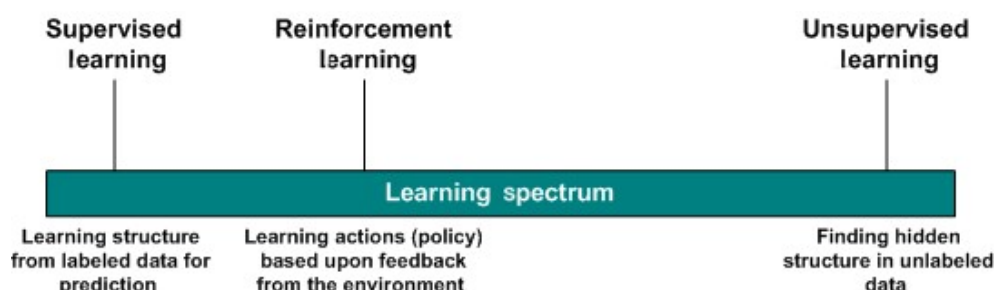 Supervised
learning
Reinforcement
learning
Unsupervised
learning
Learning spectrum
Learning structure
from labeled data for
prediction
Learning actions (policy)
based upon feedback
from the environment
Finding hidden
structure in unlabeled
data